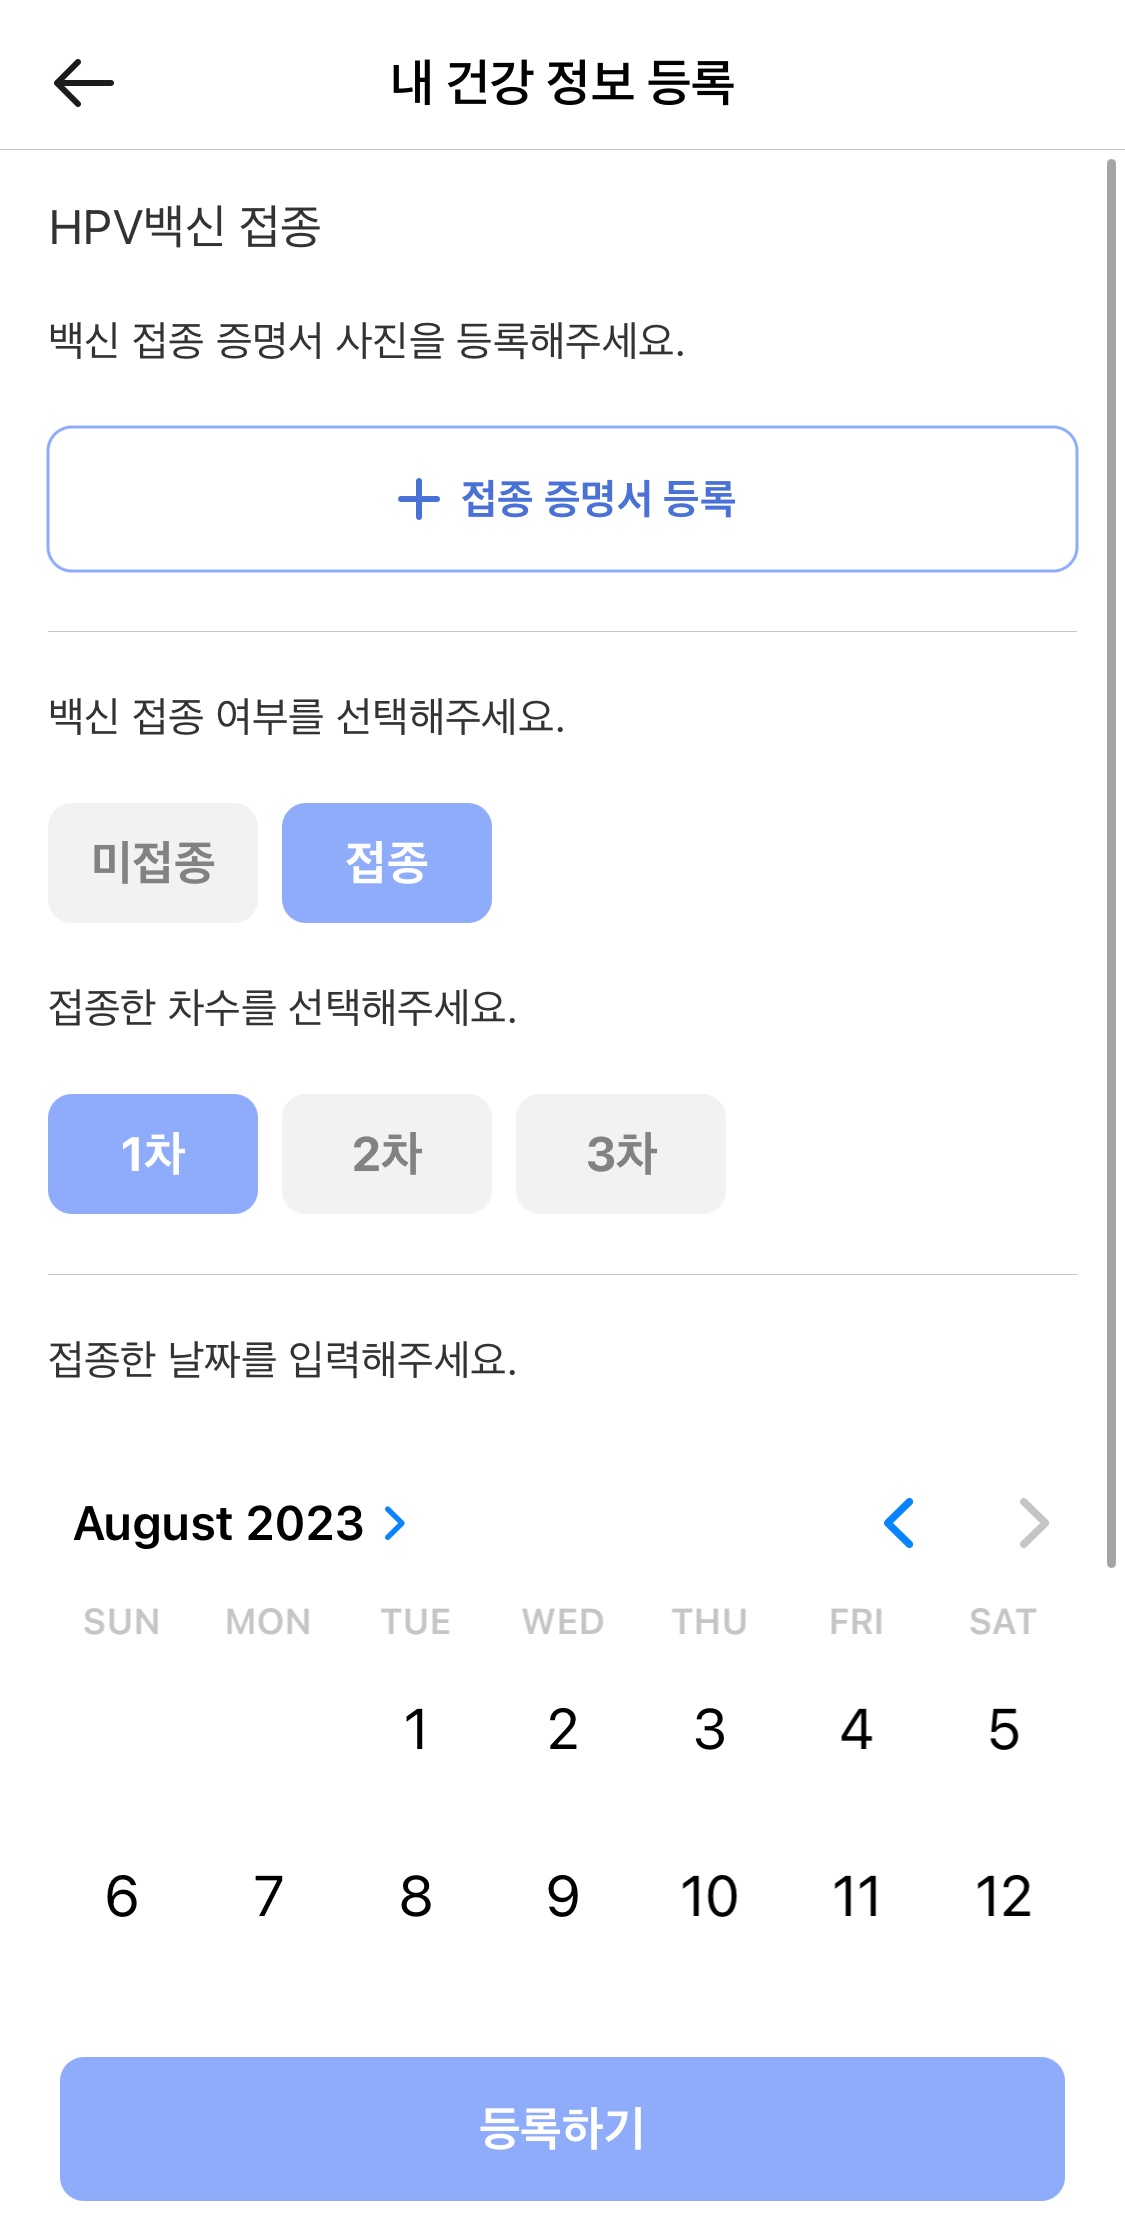 내 건강 정보 등록
HPV백신 접종
백신 접종 증명서 사진을 등록해주세요.
+ 접종 증명서 등록
백신 접종 여부를 선택해주세요.
미접종 접종
접종한 차수를 선택해주세요.
1차 2차 3차
접종한 날짜를 입력해주세요.
August 2023
SUN MON TUE WED THU FRI SAT
1 2 3 4 5
6 7 8 9 10 11 12
등록하기